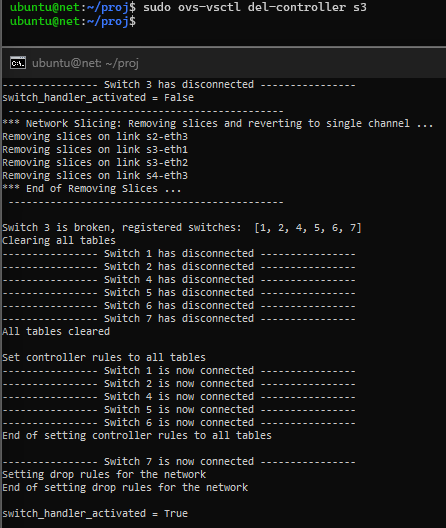 ubuntu@net:~/proj$ sudo ovs-vsctl del-controller s3
ubuntu@net:~/proj$
ubuntu@net: ~/proj
--------------- Switch 3 has disconnected ---------------
switch_handler_activated = False
-------------------------------------------
*** Network Slicing: Removing slices and reverting to single channel ...
Removing slices on link s2-eth3
Removing slices on link s3-eth1
Removing slices on link s3-eth2
Removing slices on link s4-eth3
*** End of Removing Slices ...
-------------------------------------------
Switch 3 is broken, registered switches:  [1, 2, 4, 5, 6, 7]
Clearing all tables
--------------- Switch 1 has disconnected ---------------
--------------- Switch 2 has disconnected ---------------
--------------- Switch 4 has disconnected ---------------
--------------- Switch 5 has disconnected ---------------
--------------- Switch 6 has disconnected ---------------
--------------- Switch 7 has disconnected ---------------
All tables cleared
Set controller rules to all tables
--------------- Switch 1 is now connected ---------------
--------------- Switch 2 is now connected ---------------
--------------- Switch 4 is now connected ---------------
--------------- Switch 5 is now connected ---------------
--------------- Switch 6 is now connected ---------------
End of setting controller rules to all tables
--------------- Switch 7 is now connected ---------------
Setting drop rules for the network
End of setting drop rules for the network
switch_handler_activated = True